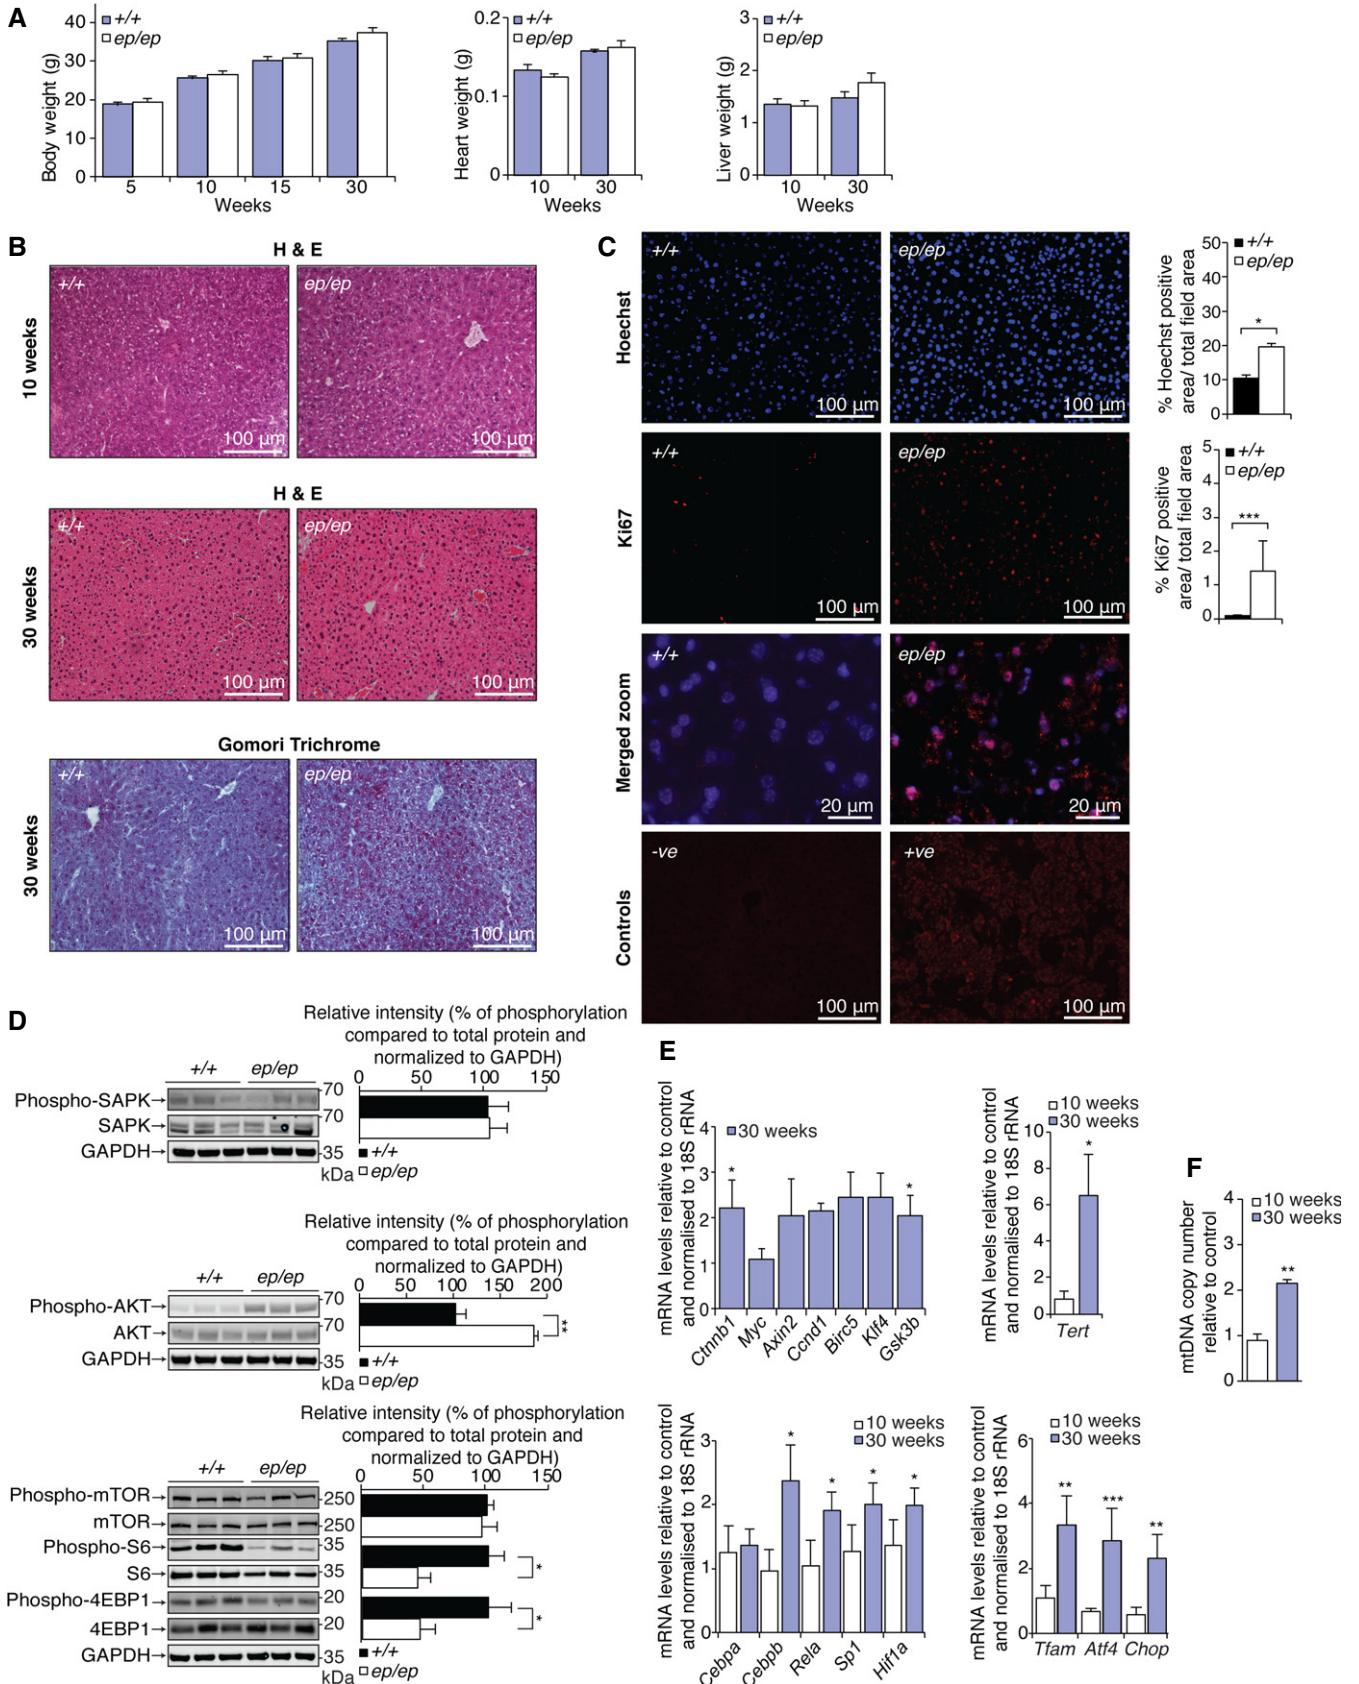 A
Body weight (g)
40
30
20
10
0
+/+
ep/ep
5 10 15 30
Weeks
Heart weight (g)
0.2
0.1
0
+/+
ep/ep
10 30
Weeks
Liver weight (g)
3
2
1
0
+/+
ep/ep
10 30
Weeks
B
H & E
10 weeks
+/+
100 µm
ep/ep
100 µm
H & E
30 weeks
+/+
100 µm
ep/ep
100 µm
Gomori Trichrome
30 weeks
+/+
100 µm
ep/ep
100 µm
C
Hoechst
+/+
100 µm
ep/ep
100 µm
% Hoechst positive
area/ total field area
50
40
30
20
10
0
+/+
ep/ep
*
Ki67
+/+
100 µm
ep/ep
100 µm
% Ki67 positive
area/ total field area
5
4
3
2
1
0
+/+
ep/ep
***
Merged zoom
+/+
20 µm
ep/ep
20 µm
Controls
-ve
100 µm
+ve
100 µm
D
Relative intensity (% of phosphorylation
compared to total protein and
normalized to GAPDH)
0 50 100 150
+/+ ep/ep
Phospho-SAPK
SAPK
GAPDH
70
70
35
kDa
+/+
ep/ep
Relative intensity (% of phosphorylation
compared to total protein and
normalized to GAPDH)
0 50 100 150 200
+/+ ep/ep
Phospho-AKT
AKT
GAPDH
70
70
35
kDa
**
+/+
ep/ep
Relative intensity (% of phosphorylation
compared to total protein and
normalized to GAPDH)
0 50 100 150
+/+ ep/ep
Phospho-mTOR
mTOR
Phospho-S6
S6
Phospho-4EBP1
4EBP1
GAPDH
250
250
35
35
20
20
35
kDa
*
*
+/+
ep/ep
E
mRNA levels relative to control
and normalised to 18S rRNA
4
3
2
1
0
30 weeks
*
*
Ctnnb1 Myc Axin2 Ccnd1 Birc5 Klf4 Gsk3b
mRNA levels relative to control
and normalised to 18S rRNA
10 weeks
30 weeks
10
8
6
4
2
0
*
Tert
mRNA levels relative to control
and normalised to 18S rRNA
3
2
1
0
10 weeks
30 weeks
* * * *
Cebpa Cebpb Rela Sp1 Hif1a
mRNA levels relative to control
and normalised to 18S rRNA
6
4
2
0
10 weeks
30 weeks
** *** **
Tfam Atf4 Chop
F
mtDNA copy number
relative to control
4
3
2
1
0
10 weeks
30 weeks
**